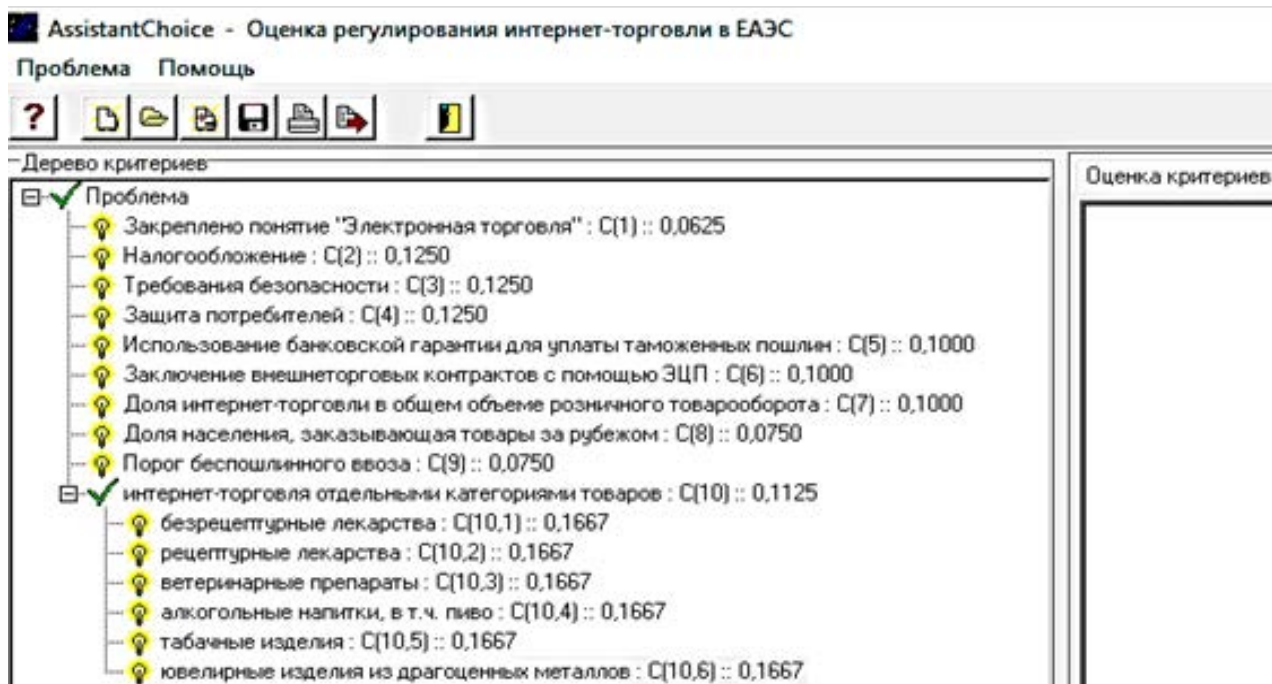 AssistantChoice - Оценка регулирования интернет-торговли в ЕАЭС
Проблема Помощь
?
Дерево критериев
Оценка критериев
Проблема
Закреплено понятие "Электронная торговля" : C(1) :: 0,0625
Налогообложение : C(2) :: 0,1250
Требования безопасности : C(3) :: 0,1250
Защита потребителей : C(4) :: 0,1250
Использование банковской гарантии для уплаты таможенных пошлин : C(5) :: 0,1000
Заключение внешнеторговых контрактов с помощью ЭЦП : C(6) :: 0,1000
Доля интернет-торговли в общем объеме розничного товарооборота : C(7) :: 0,1000
Доля населения, заказывающая товары за рубежом : C(8) :: 0,0750
Порог беспошлинного ввоза : C(9) :: 0,0750
интернет-торговля отдельными категориями товаров : C(10) :: 0,1125
безрецептурные лекарства : C(10,1) :: 0,1667
рецептурные лекарства : C(10,2) :: 0,1667
ветеринарные препараты : C(10,3) :: 0,1667
алкогольные напитки, в т.ч. пиво : C(10,4) :: 0,1667
табачные изделия : C(10,5) :: 0,1667
ювелирные изделия из драгоценных металлов : C(10,6) :: 0,1667